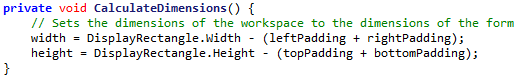 private void CalculateDimensions() {
    // Sets the dimensions of the workspace to the dimensions of the form
    width = DisplayRectangle.Width - (leftPadding + rightPadding);
    height = DisplayRectangle.Height - (topPadding + bottomPadding);
}